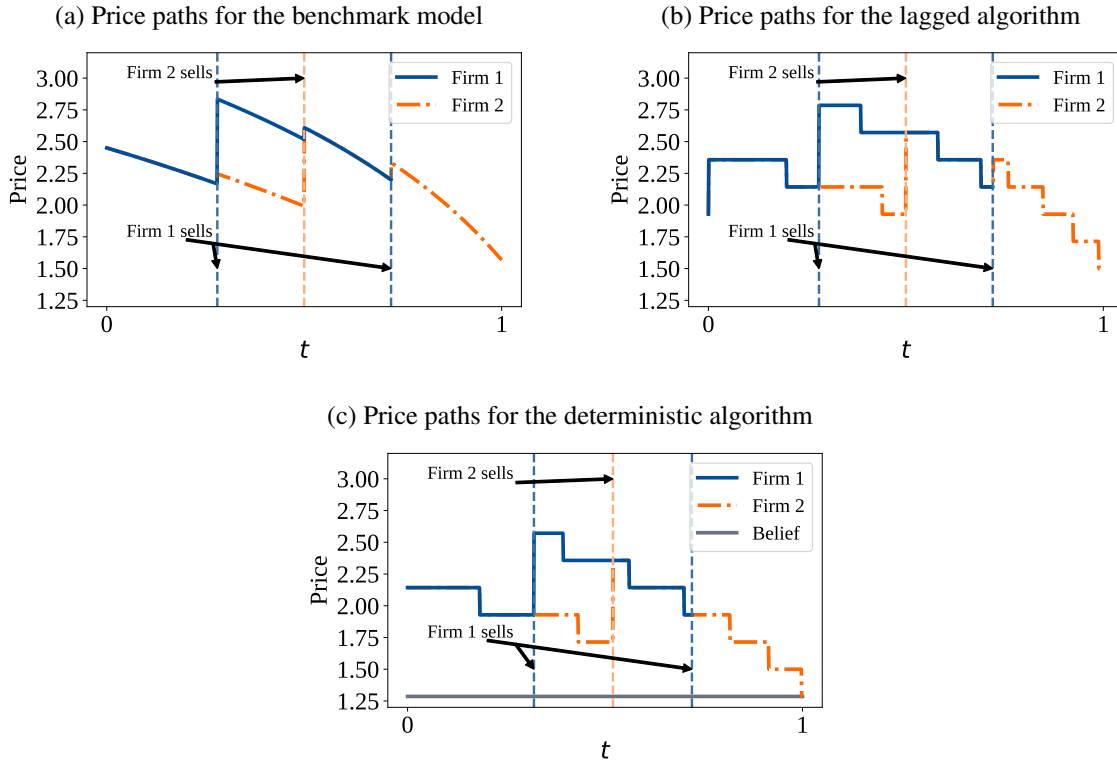 (a) Price paths for the benchmark model
3.00
2.75
2.50
2.25
2.00
1.75
1.50
1.25
Price
Firm 2 sells
Firm 1 sells
Firm 1
Firm 2
0
1
t
(b) Price paths for the lagged algorithm
3.00
2.75
2.50
2.25
2.00
1.75
1.50
1.25
Price
Firm 2 sells
Firm 1 sells
Firm 1
Firm 2
0
1
t
(c) Price paths for the deterministic algorithm
3.00
2.75
2.50
2.25
2.00
1.75
1.50
1.25
Price
Firm 2 sells
Firm 1 sells
Firm 1
Firm 2
Belief
0
1
t